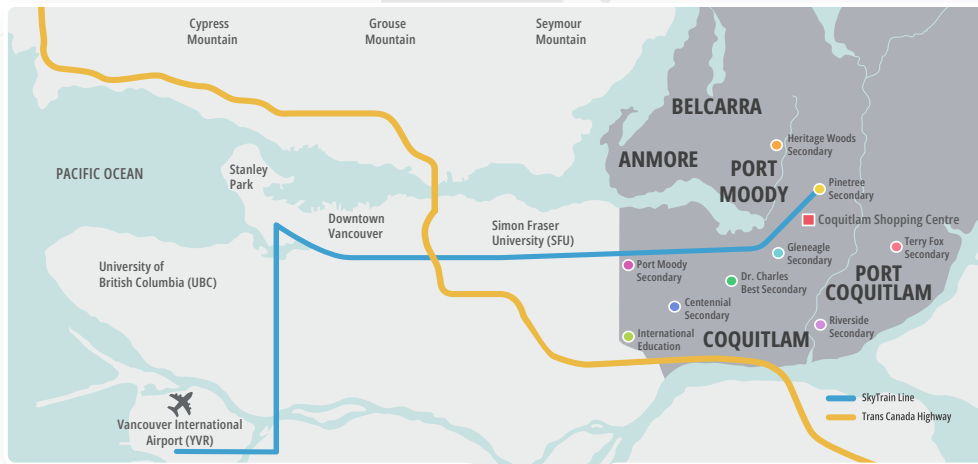 Cypress
Mountain
Grouse
Mountain
Seymour
Mountain
BELCARRA
Heritage Woods
Secondary
ANMORE
PORT
MOODY
PACIFIC OCEAN
Stanley
Park
Pinetree
Secondary
Downtown
Vancouver
Simon Fraser
University (SFU)
Coquitlam Shopping Centre
Terry Fox
Secondary
Gleneagle
Secondary
University of
British Columbia (UBC)
Port Moody
Secondary
Dr. Charles
Best Secondary
PORT
COQUITLAM
Centennial
Secondary
Riverside
Secondary
International
Education
COQUITLAM
SkyTrain Line
Trans Canada Highway
Vancouver International
Airport (YVR)